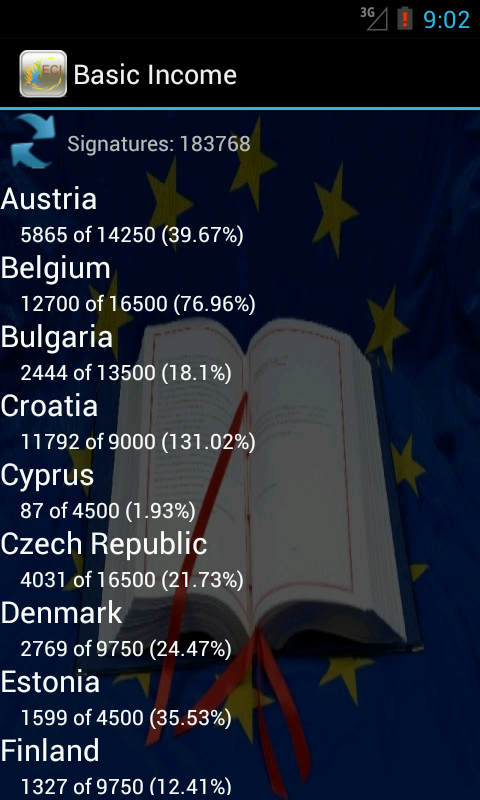 3G 9:02
ECI
Basic Income
Signatures: 183768
Austria
5865 of 14250 (39.67%)
Belgium
12700 of 16500 (76.96%)
Bulgaria
2444 of 13500 (18.1%)
Croatia
11792 of 9000 (131.02%)
Cyprus
87 of 4500 (1.93%)
Czech Republic
4031 of 16500 (21.73%)
Denmark
2769 of 9750 (24.47%)
Estonia
1599 of 4500 (35.53%)
Finland
1327 of 9750 (12.41%)